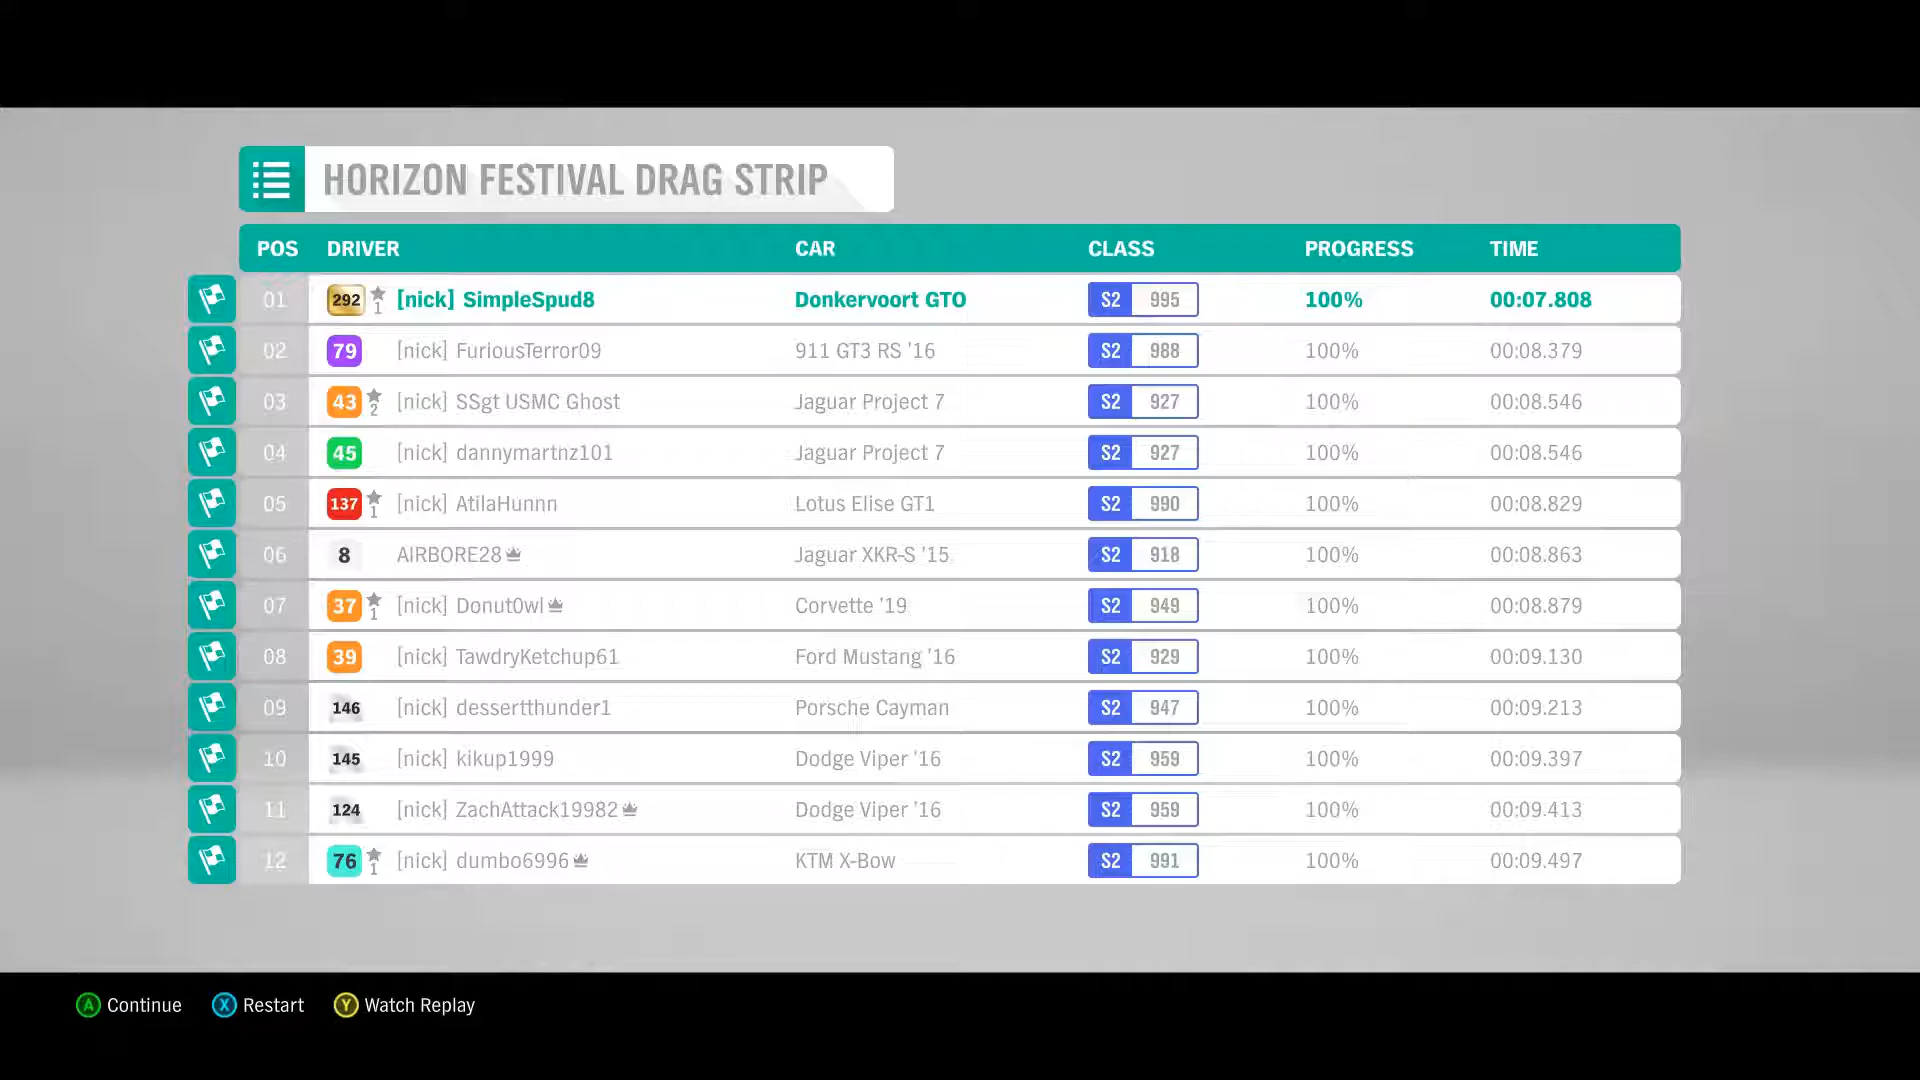 HORIZON FESTIVAL DRAG STRIP
POS DRIVER CAR CLASS PROGRESS TIME
01 292 1 [nick] SimpleSpud8 Donkervoort GTO S2 995 100% 00:07.808
02 79 [nick] FuriousTerror09 911 GT3 RS '16 S2 988 100% 00:08.379
03 43 2 [nick] SSgt USMC Ghost Jaguar Project 7 S2 927 100% 00:08.546
04 45 [nick] dannymartnz101 Jaguar Project 7 S2 927 100% 00:08.546
05 137 1 [nick] AtilaHunnn Lotus Elise GT1 S2 990 100% 00:08.829
06 8 AIRBORE28 Jaguar XKR-S '15 S2 918 100% 00:08.863
07 37 1 [nick] Donut0wl Corvette '19 S2 949 100% 00:08.879
08 39 [nick] TawdryKetchup61 Ford Mustang '16 S2 929 100% 00:09.130
09 146 [nick] dessertthunder1 Porsche Cayman S2 947 100% 00:09.213
10 145 [nick] kikup1999 Dodge Viper '16 S2 959 100% 00:09.397
11 124 [nick] ZachAttack19982 Dodge Viper '16 S2 959 100% 00:09.413
12 76 1 [nick] dumbo6996 KTM X-Bow S2 991 100% 00:09.497
A Continue X Restart Y Watch Replay